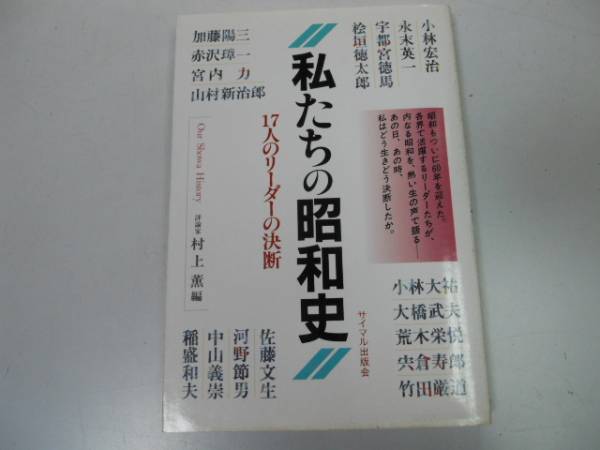 小林宏治
永末英一
宇都宮徳馬
桧垣徳太郎
加藤陽三
赤沢璋一
宮内力
山村新治郎
私たちの昭和史
17人のリーダーの決断
昭和もついに60年を迎えた。
各界で活躍するリーダーたちが、
内なる昭和を、熱い生の声で語る——
あの日、あの時、
私はどう生きどう決断したか。
Our Showa History
評論家 村上薫 編
小林大祐
大橋武夫
荒木栄悦
宍倉寿郎
竹田厳道
サイマル出版会
佐藤文生
河野節男
中山義崇
稲盛和夫